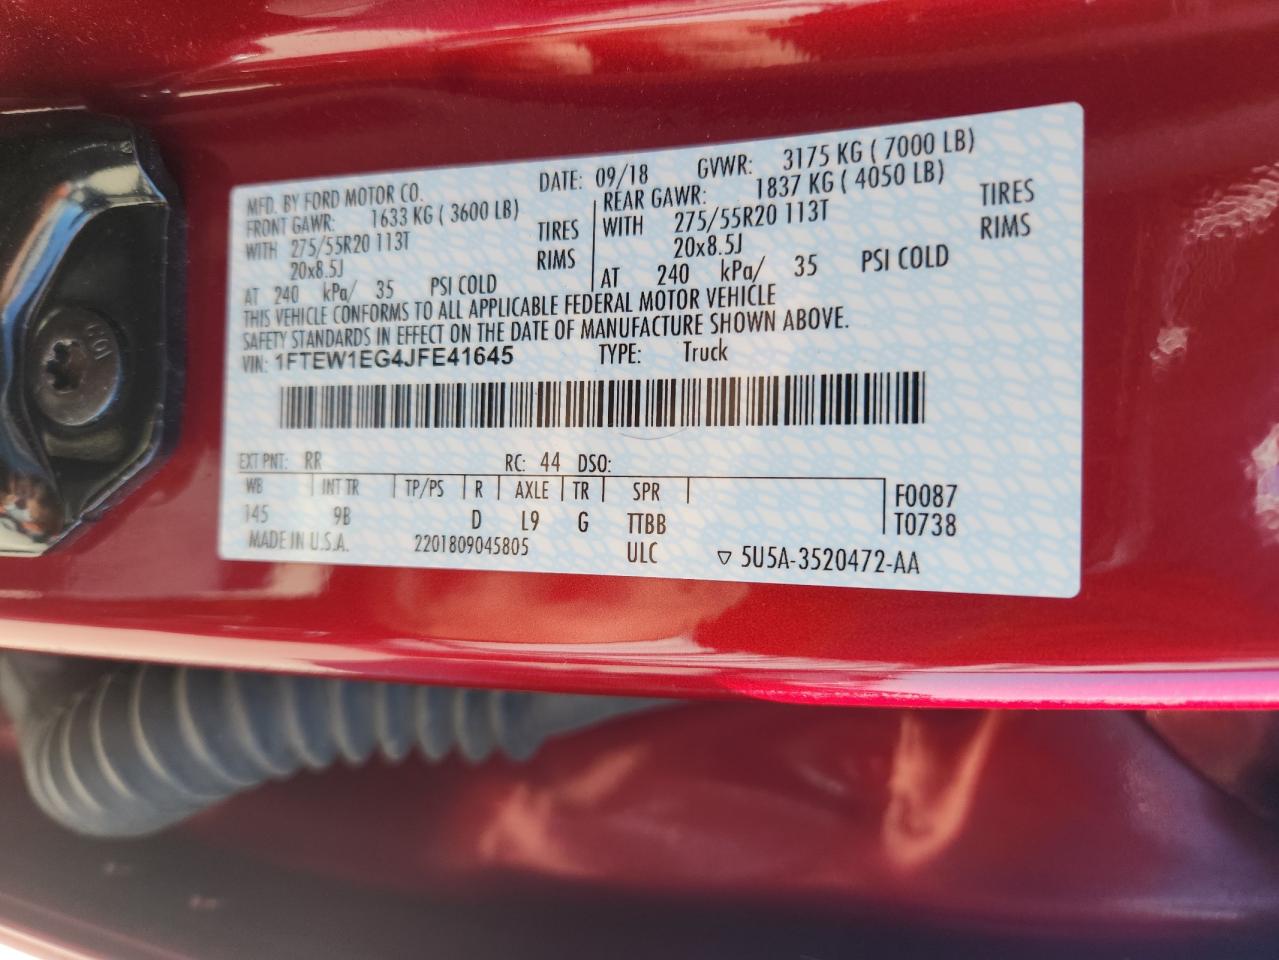 MFD. BY FORD MOTOR CO. DATE: 09/18 GVWR: 3175 KG ( 7000 LB)
FRONT GAWR: 1633 KG ( 3600 LB) REAR GAWR: 1837 KG ( 4050 LB)
WITH 275/55R20 113T TIRES WITH 275/55R20 113T TIRES
20x8.5J RIMS 20x8.5J RIMS
AT 240 kPa/ 35 PSI COLD AT 240 kPa/ 35 PSI COLD
THIS VEHICLE CONFORMS TO ALL APPLICABLE FEDERAL MOTOR VEHICLE
SAFETY STANDARDS IN EFFECT ON THE DATE OF MANUFACTURE SHOWN ABOVE.
VIN: 1FTEW1EG4JFE41645 TYPE: Truck
EXT PNT: RR RC: 44 DSO:
WB INT TR TP/PS R AXLE TR SPR F0087
145 9B D L9 G TTBB T0738
MADE IN U.S.A. 2201809045805 ULC ▽ 5U5A-3520472-AA